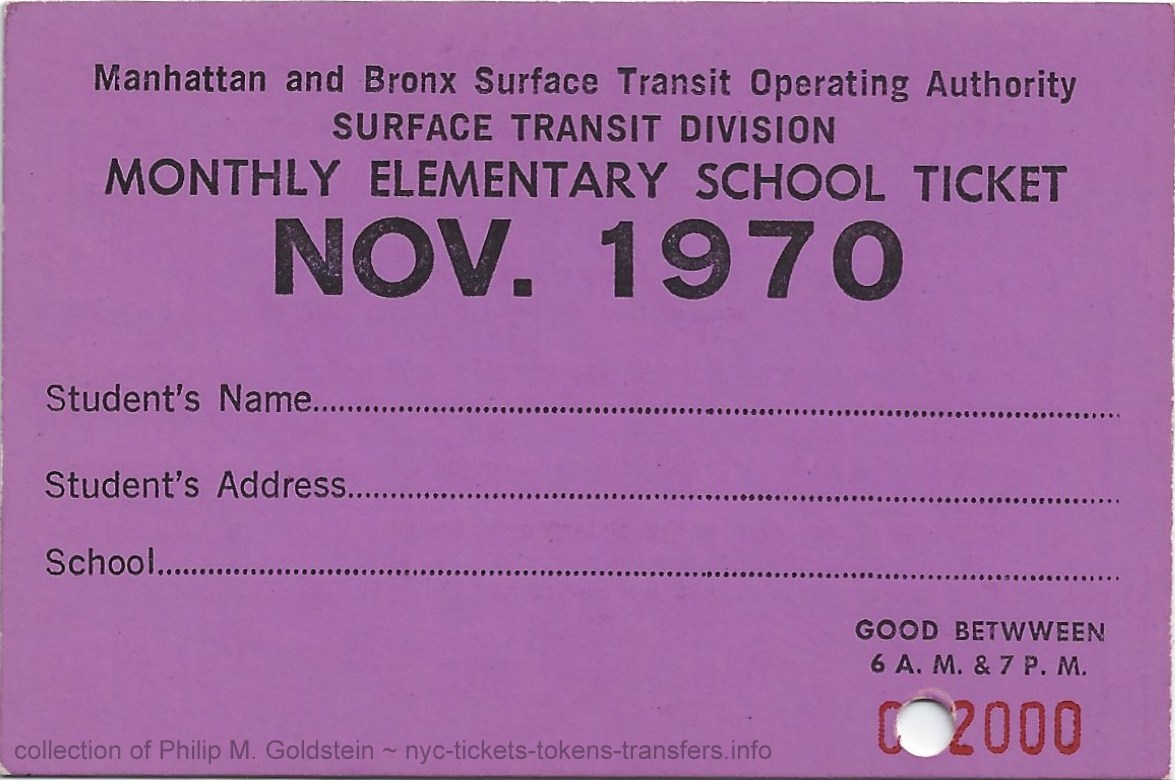 Manhattan and Bronx Surface Transit Operating Authority
SURFACE TRANSIT DIVISION
MONTHLY ELEMENTARY SCHOOL TICKET
NOV. 1970
Student's Name
Student's Address
School
GOOD BETWWEEN
6 A. M. & 7 P. M.
2000
collection of Philip M. Goldstein ~ nyc-tickets-tokens-transfers.info